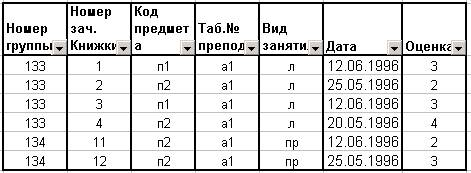 Номер группы Номер зач. Книжки Код предмета Таб.№ препод Вид заняти Дата Оценка
133 1 п1 а1 л 12.06.1996 3
133 2 п2 а1 л 25.05.1996 2
133 3 п1 а1 л 12.06.1996 3
133 4 п2 а1 л 20.05.1996 4
134 11 п2 а1 пр 12.06.1996 2
134 12 п2 а1 пр 25.05.1996 3